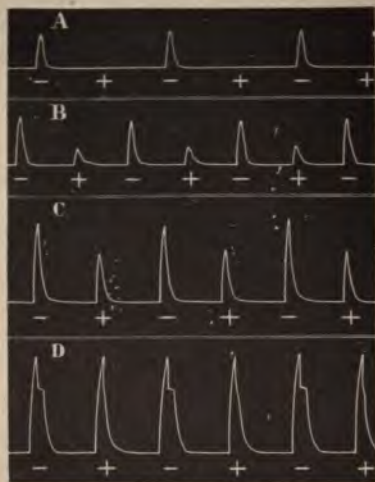 A
− + − + − +
B
− + − + − + −
C
− + − + − +
D
− + − + − +